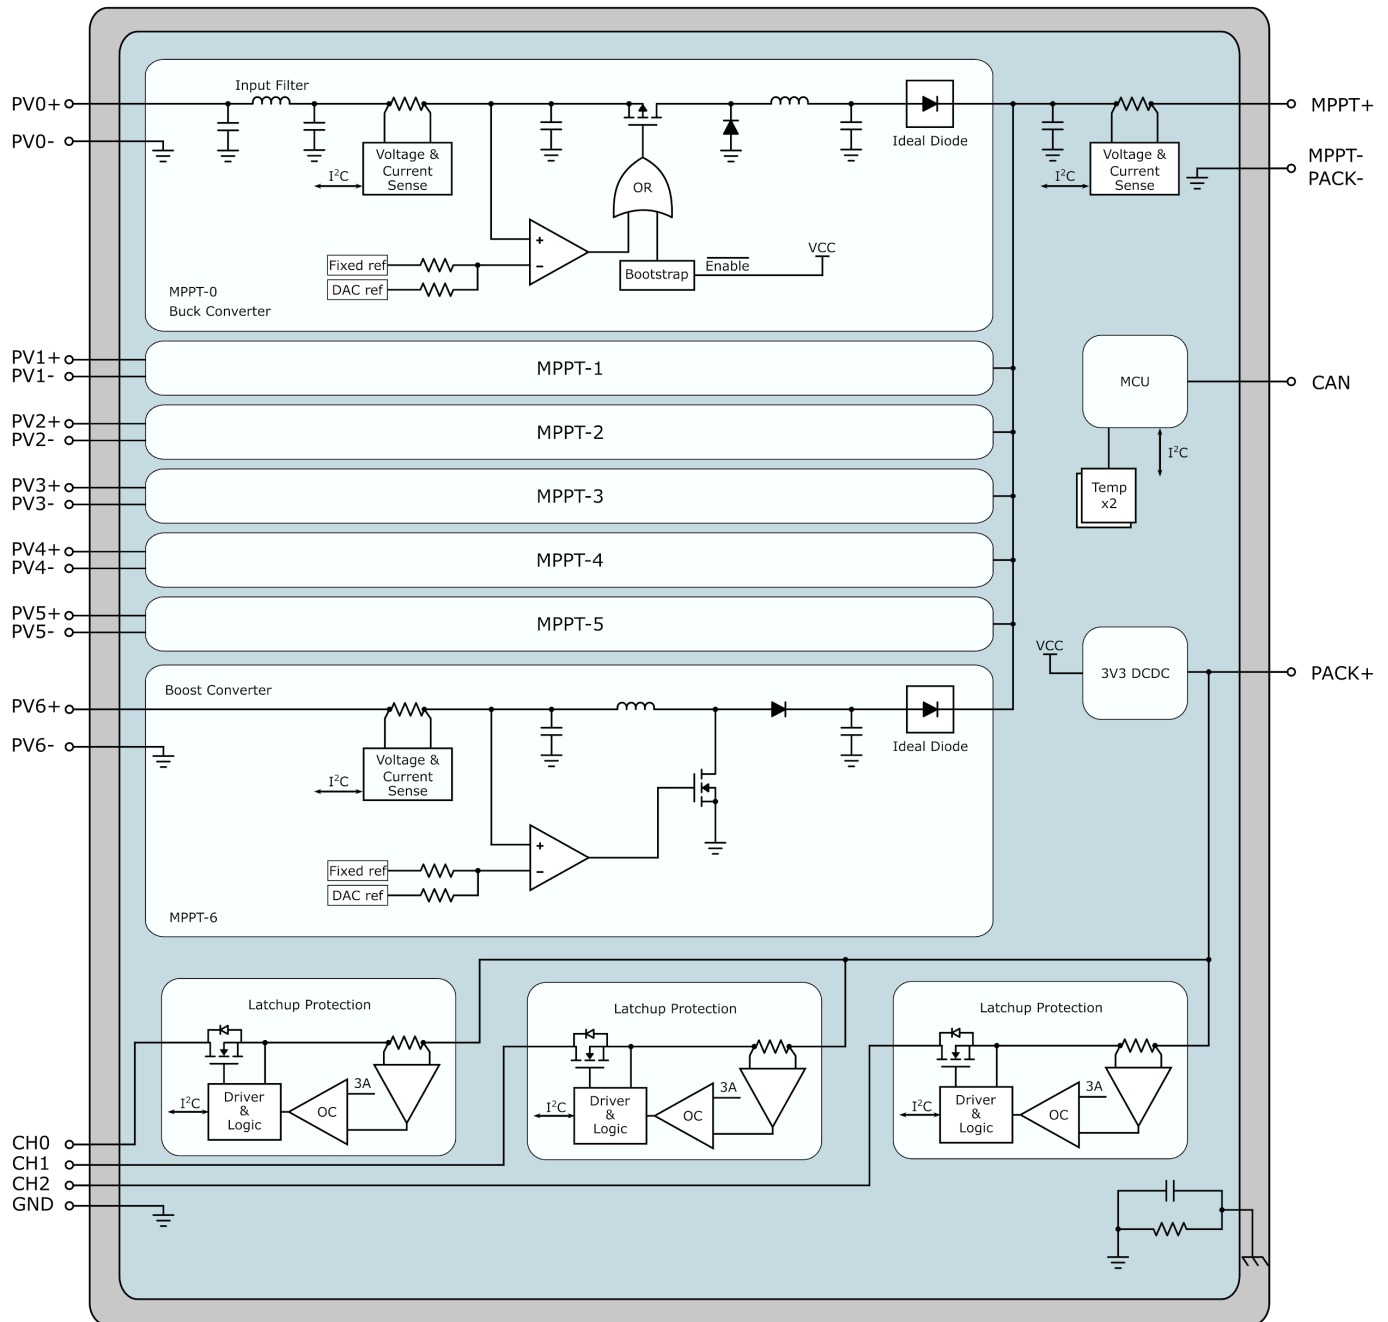 Input Filter
PV0+
MPPT+
PV0-
Ideal Diode
Voltage &
Current
Sense
I²C
OR
Voltage &
Current
Sense
I²C
MPPT-
PACK-
+
-
Fixed ref
DAC ref
Bootstrap
Enable
VCC
MPPT-0
Buck Converter
PV1+
PV1-
MPPT-1
MCU
CAN
PV2+
PV2-
MPPT-2
I²C
PV3+
PV3-
MPPT-3
Temp
x2
PV4+
PV4-
MPPT-4
PV5+
PV5-
MPPT-5
VCC
3V3 DCDC
PACK+
Boost Converter
PV6+
PV6-
Ideal Diode
Voltage &
Current
Sense
I²C
+
-
Fixed ref
DAC ref
MPPT-6
Latchup Protection
I²C
Driver
&
Logic
OC
3A
Latchup Protection
I²C
Driver
&
Logic
OC
3A
Latchup Protection
I²C
Driver
&
Logic
OC
3A
CH0
CH1
CH2
GND